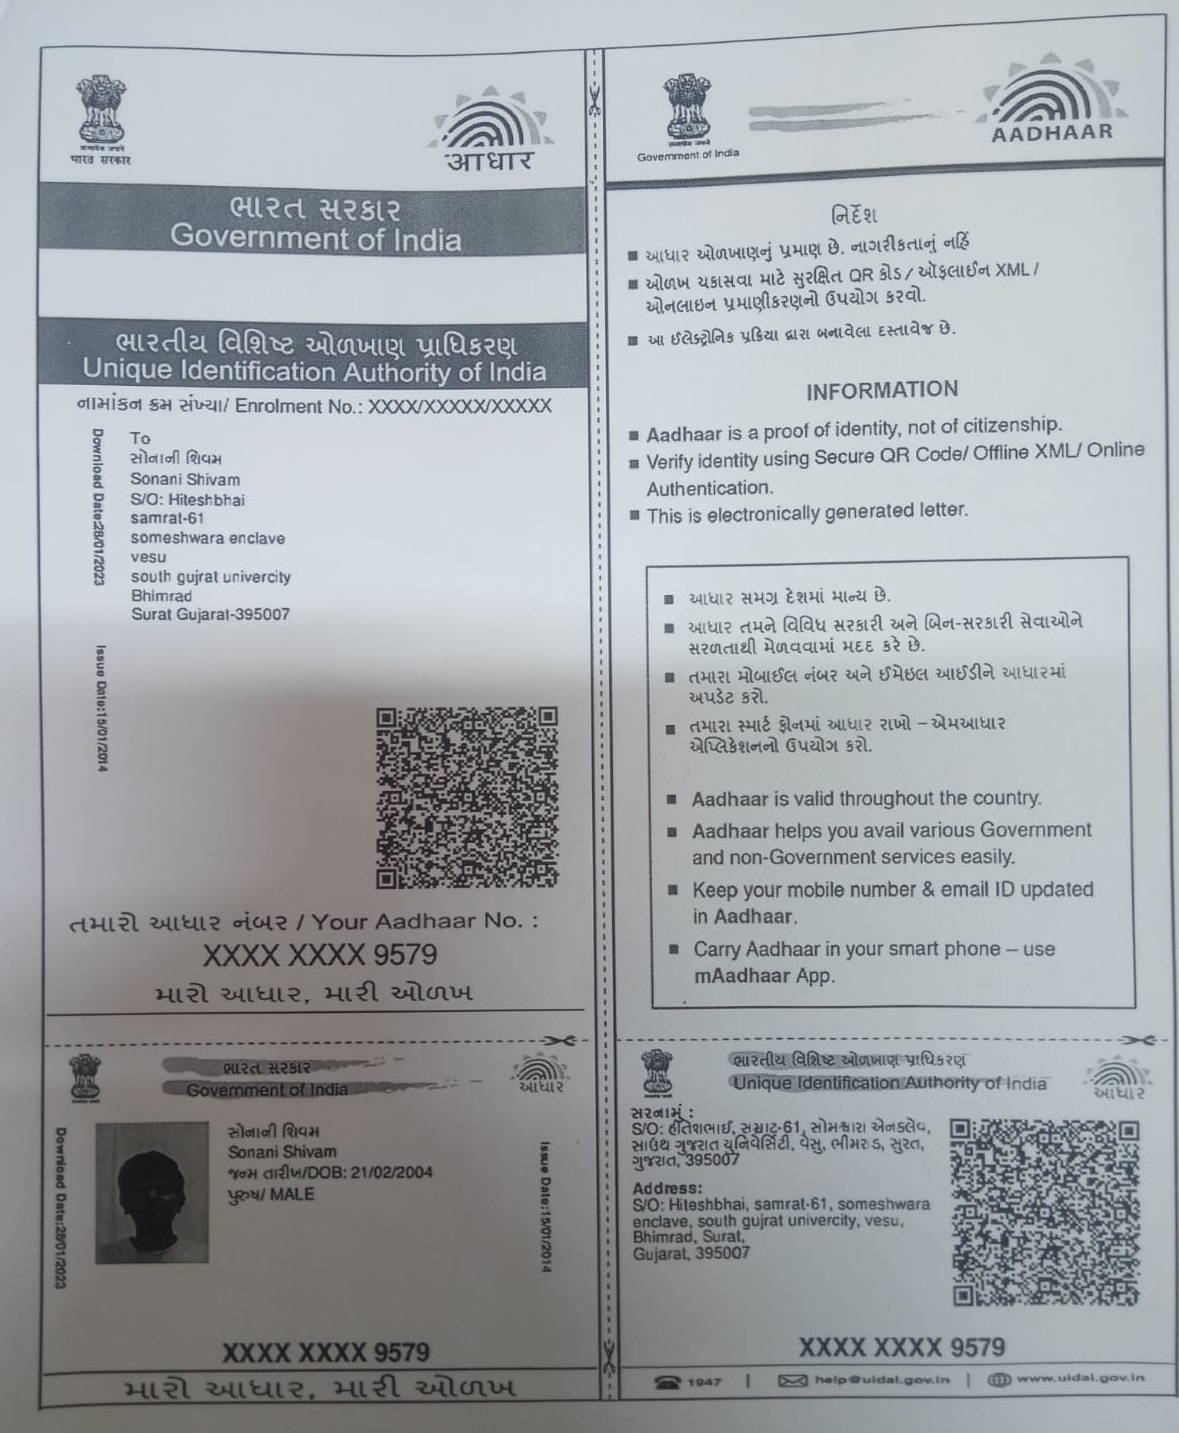 भारत सरकार
आधार
ભારત સરકાર
Government of India
ભારતીય વિશિષ્ટ ઓળખાણ પ્રાધિકરણ
Unique Identification Authority of India
નામાંકન ક્રમ સંખ્યા/ Enrolment No.: XXXX/XXXXX/XXXXX
Download Date:28/01/2023
To
સોનાની શિવમ
Sonani Shivam
S/O: Hiteshbhai
samrat-61
someshwara enclave
vesu
south gujrat univercity
Bhimrad
Surat Gujarat-395007
Issue Date:15/01/2014
તમારો આધાર નંબર / Your Aadhaar No. :
XXXX XXXX 9579
મારો આધાર, મારી ઓળખ
Government of India
AADHAAR
નિર્દેશ
આધાર ઓળખાણનું પ્રમાણ છે. નાગરીકતાનું નહિં
ઓળખ ચકાસવા માટે સુરક્ષિત QR કોડ/ ઑફલાઈન XML/
ઓનલાઇન પ્રમાણીકરણનો ઉપયોગ કરવો.
આ ઈલેક્ટ્રોનિક પ્રક્રિયા દ્વારા બનાવેલા દસ્તાવેજ છે.
INFORMATION
Aadhaar is a proof of identity, not of citizenship.
Verify identity using Secure QR Code/ Offline XML/ Online
Authentication.
This is electronically generated letter.
આધાર સમગ્ર દેશમાં માન્ય છે.
આધાર તમને વિવિધ સરકારી અને બિન-સરકારી સેવાઓને
સરળતાથી મેળવવામાં મદદ કરે છે.
તમારા મોબાઈલ નંબર અને ઈમેઇલ આઈડીને આધારમાં
અપડેટ કરો.
તમારા સ્માર્ટ ફોનમાં આધાર રાખો – એમઆધાર
એપ્લિકેશનનો ઉપયોગ કરો.
Aadhaar is valid throughout the country.
Aadhaar helps you avail various Government
and non-Government services easily.
Keep your mobile number & email ID updated
in Aadhaar.
Carry Aadhaar in your smart phone – use
mAadhaar App.
ભારત સરકાર
Government of India
આધાર
Download Date:28/01/2023
સોનાની શિવમ
Sonani Shivam
જન્મ તારીખ/DOB: 21/02/2004
પુરુષ/ MALE
Issue Date:15/01/2014
XXXX XXXX 9579
મારો આધાર, મારી ઓળખ
ભારતીય વિશિષ્ટ ઓળખાણ પ્રાધિકરણ
Unique Identification Authority of India
આધાર
સરનામું :
S/O: હીતેશભાઈ, સમ્રાટ-61, સોમશ્વારા એનકલેવ,
સાઉથ ગુજરાત યુનિવેર્સિટી, વેસુ, ભીમરાડ, સુરત,
ગુજરાત, 395007
Address:
S/O: Hiteshbhai, samrat-61, someshwara
enclave, south gujrat univercity, vesu,
Bhimrad, Surat,
Gujarat, 395007
XXXX XXXX 9579
1947 | help@uidai.gov.in | www.uidai.gov.in